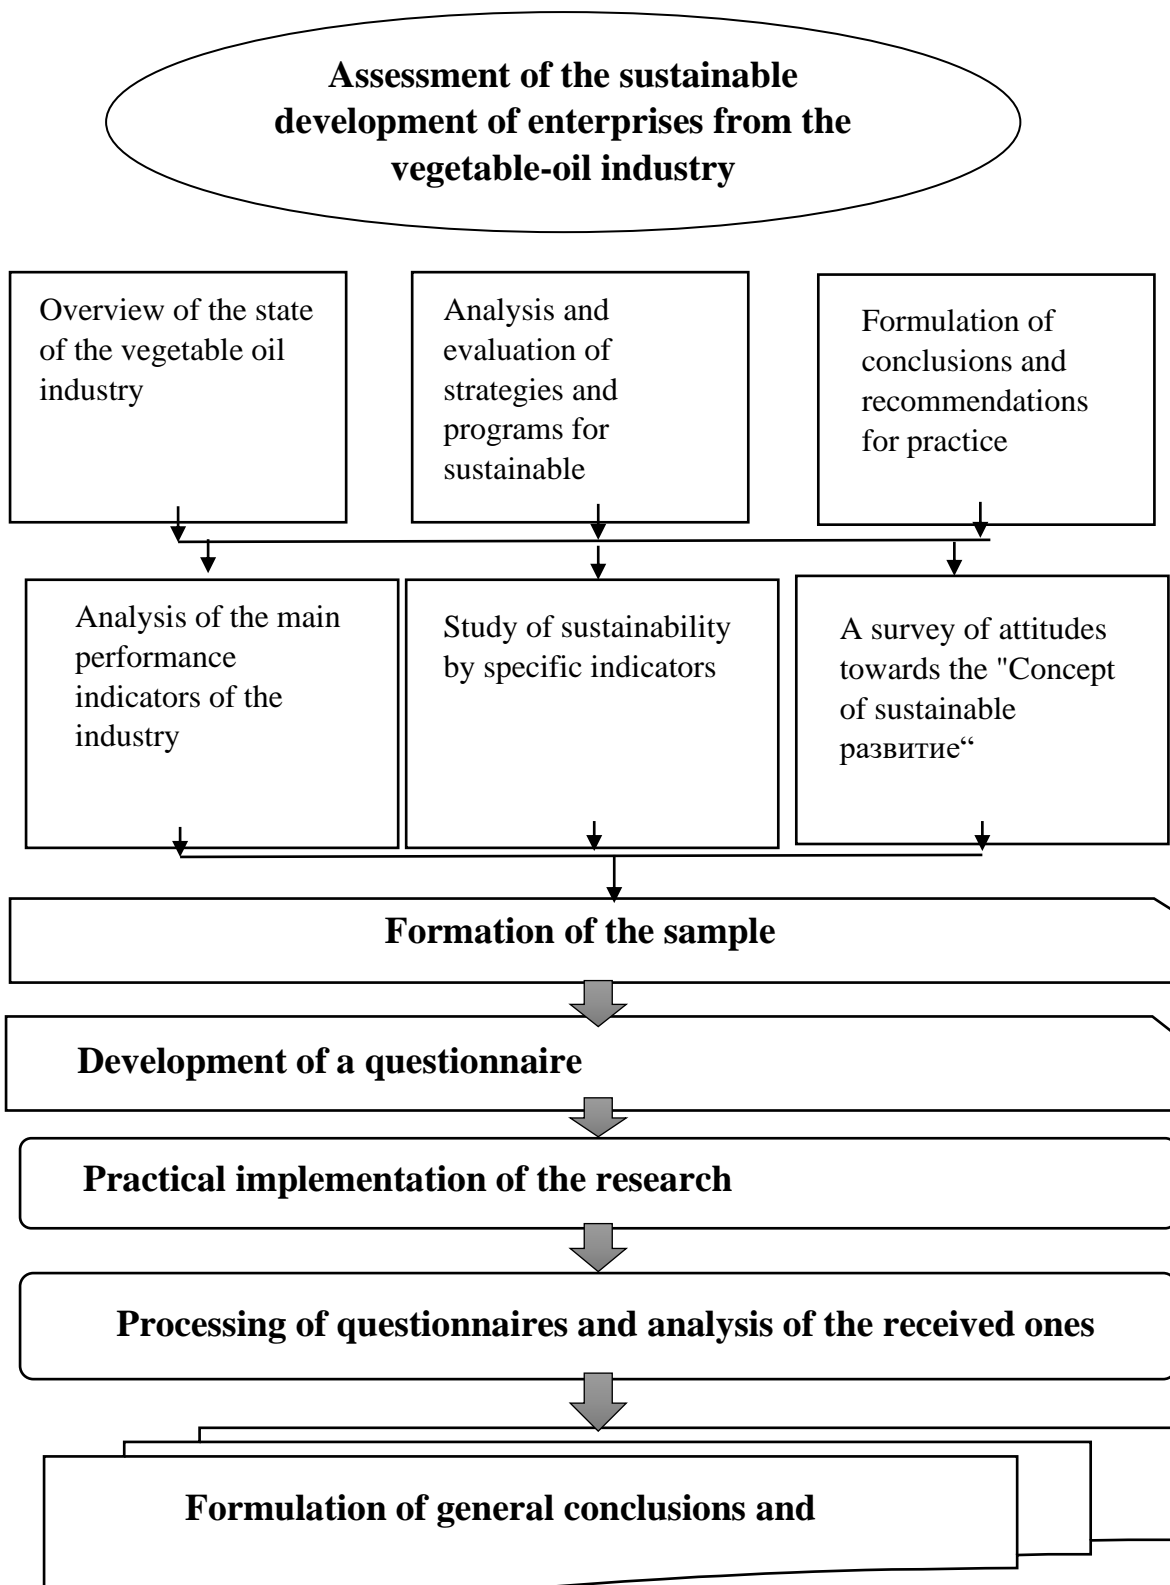 Assessment of the sustainable
development of enterprises from the
vegetable-oil industry
Overview of the state
of the vegetable oil
industry
Analysis and
evaluation of
strategies and
programs for
sustainable
Formulation of
conclusions and
recommendations
for practice
Analysis of the main
performance
indicators of the
industry
Study of sustainability
by specific indicators
A survey of attitudes
towards the "Concept
of sustainable
развитие“
Formation of the sample
Development of a questionnaire
Practical implementation of the research
Processing of questionnaires and analysis of the received ones
Formulation of general conclusions and